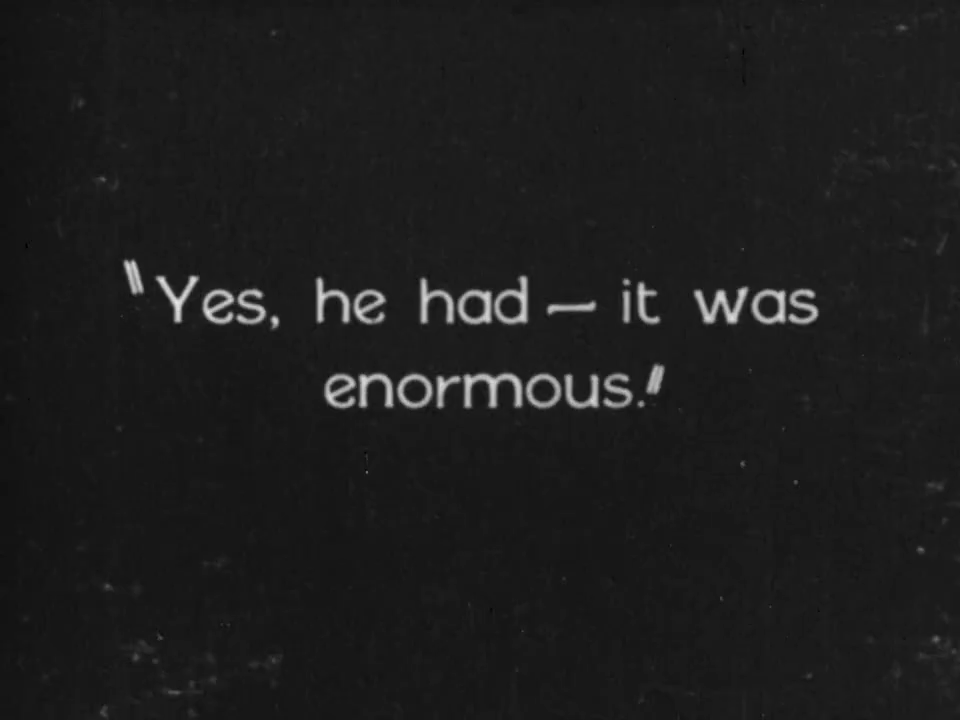 "Yes, he had — it was
enormous."